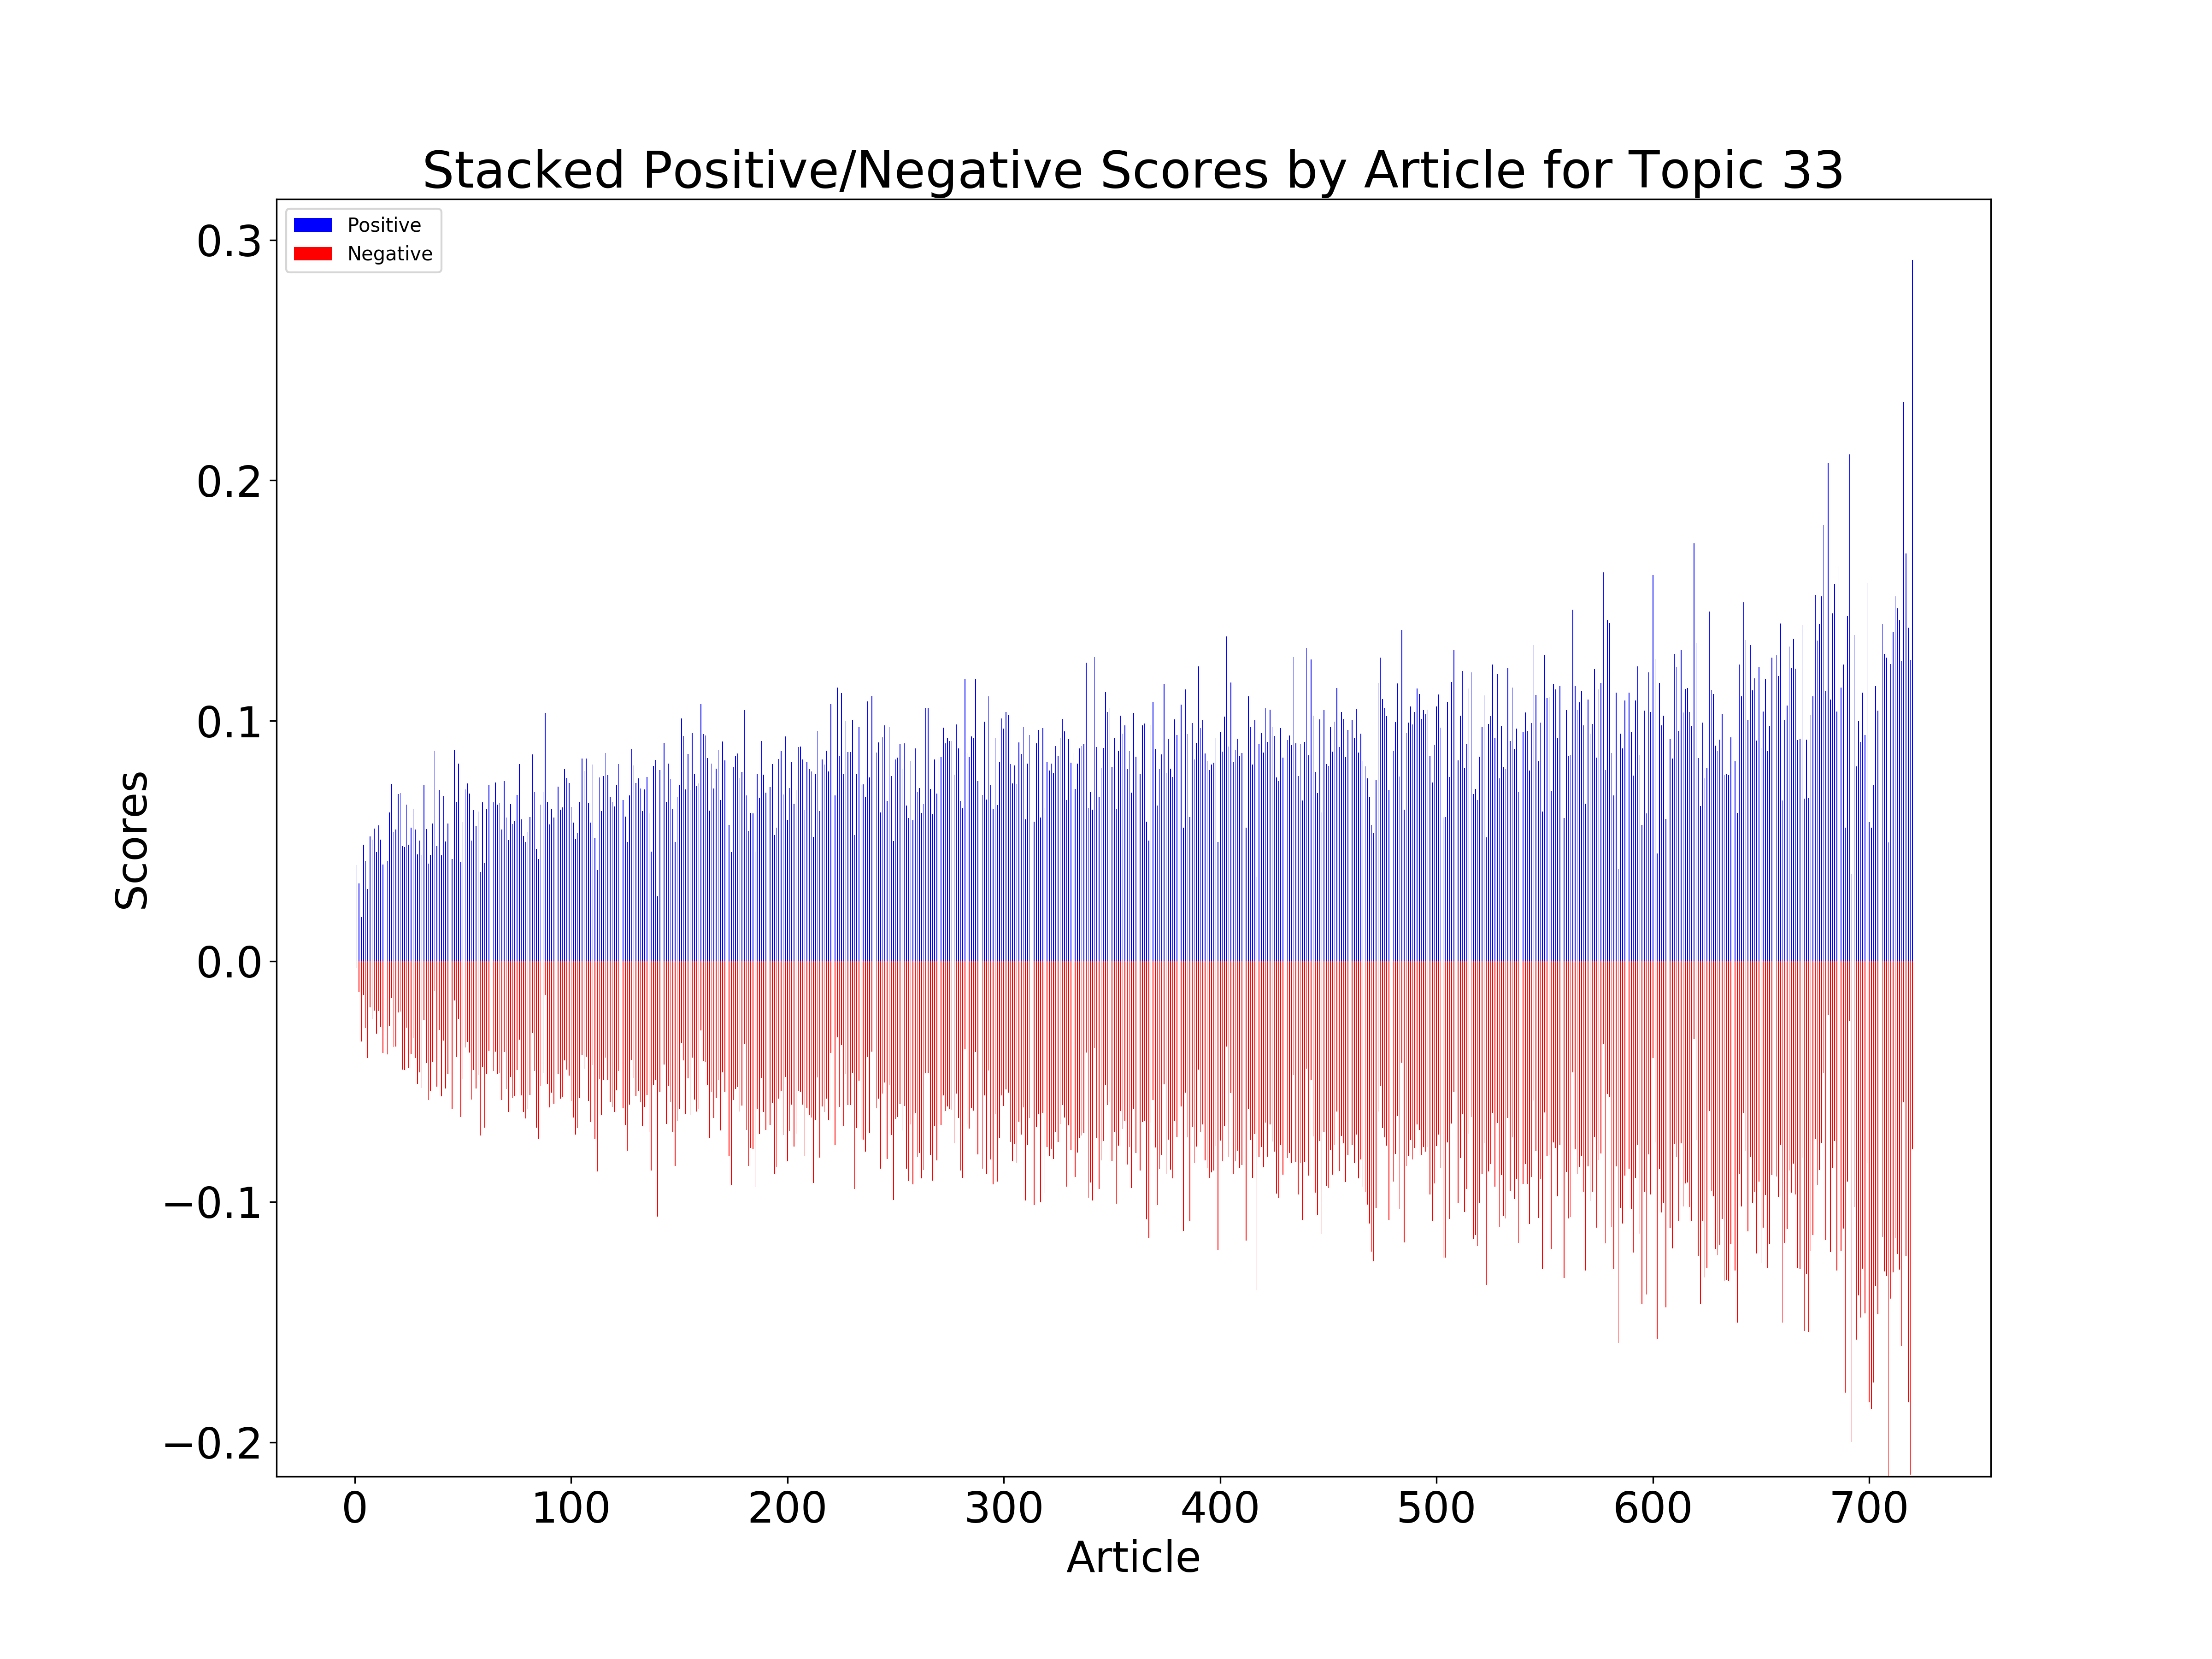 Stacked Positive/Negative Scores by Article for Topic 33
Positive
Negative
0.3
0.2
0.1
0.0
−0.1
−0.2
Scores
0 100 200 300 400 500 600 700
Article